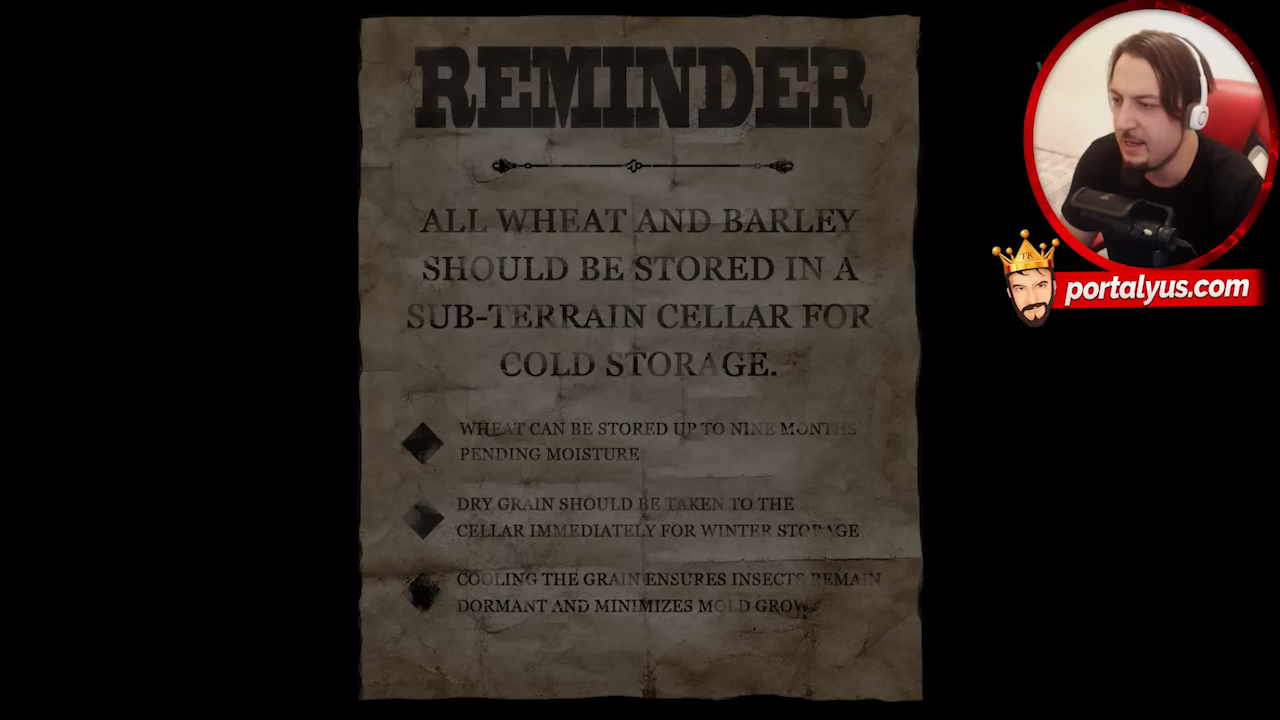 REMINDER
ALL WHEAT AND BARLEY
SHOULD BE STORED IN A
SUB-TERRAIN CELLAR FOR
COLD STORAGE.
WHEAT CAN BE STORED UP TO NINE MONTHS
PENDING MOISTURE
DRY GRAIN SHOULD BE TAKEN TO THE
CELLAR IMMEDIATELY FOR WINTER STORAGE
COOLING THE GRAIN ENSURES INSECTS REMAIN
DORMANT AND MINIMIZES MOLD GROW
TK
portalyus.com